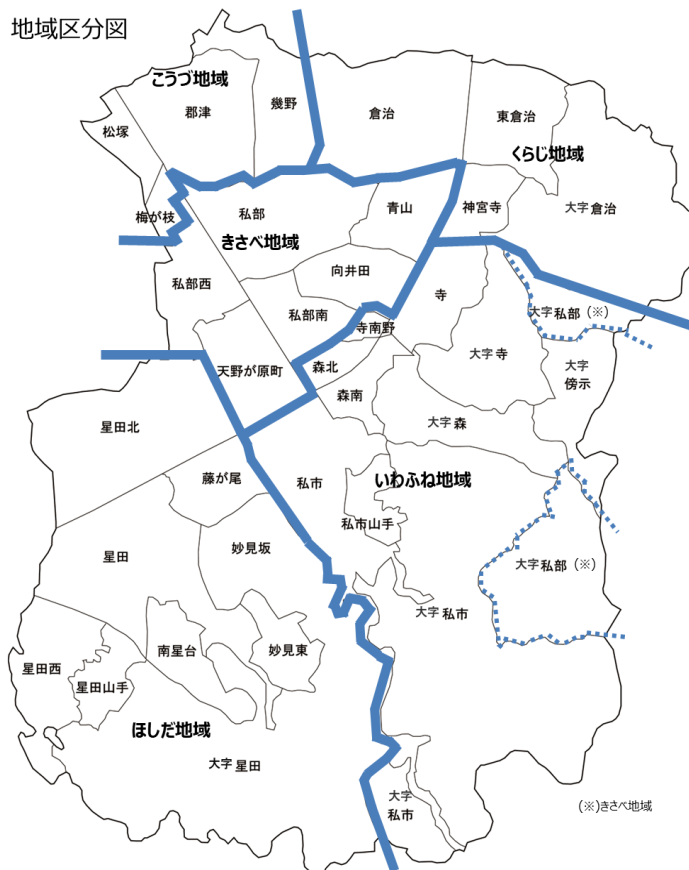 地域区分図
こうづ地域
郡津
幾野
倉治
東倉治
松塚
くらじ地域
梅が枝
私部
青山
神宮寺
大字 倉治
きさべ地域
私部西
向井田
寺
私部南
寺南野
大字 私部 (※)
天野が原町
森北
大字 寺
大字
傍示
森南
星田北
大字 森
藤が尾
私市
いわふね地域
私市山手
星田
妙見坂
大字 私部 (※)
大字 私市
星田西
南星台
妙見東
星田山手
ほしだ地域
大字 星田
大字
私市
(※)きさべ地域